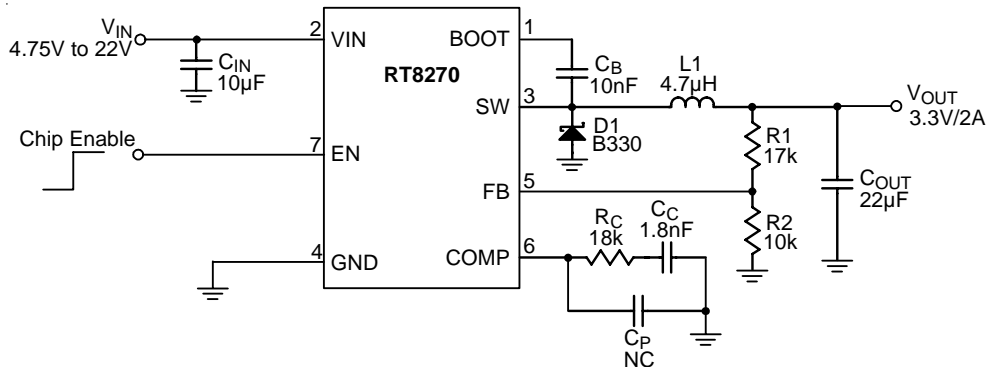 VIN
4.75V to 22V
CIN
10µF
Chip Enable
2
VIN
7
EN
4
GND
RT8270
BOOT
1
SW
3
FB
5
COMP
6
CB
10nF
L1
4.7µH
D1
B330
VOUT
3.3V/2A
R1
17k
COUT
22µF
R2
10k
RC
18k
CC
1.8nF
CP
NC